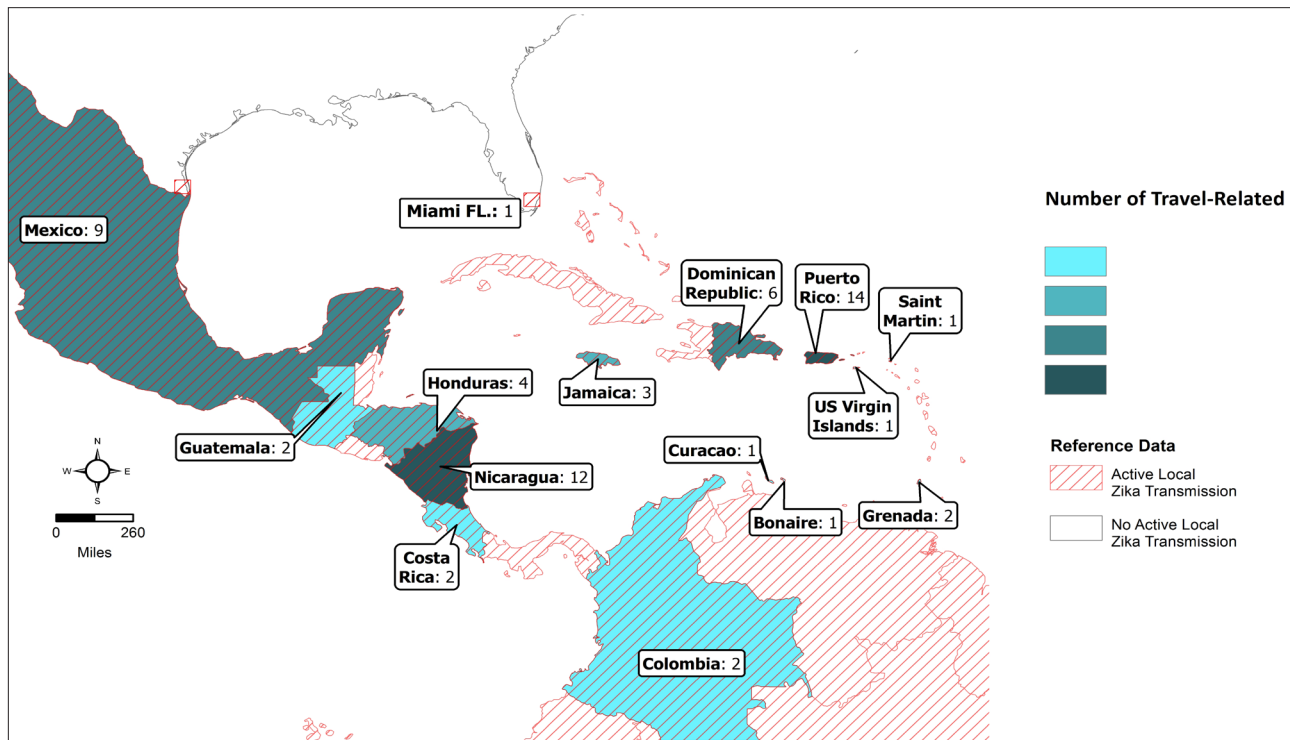 Number of Travel-Related
Miami FL.: 1
Mexico: 9
Dominican
Republic: 6
Puerto
Rico: 14
Saint
Martin: 1
Honduras: 4
Jamaica: 3
US Virgin
Islands: 1
Guatemala: 2
Curacao: 1
Nicaragua: 12
Bonaire: 1
Grenada: 2
Costa
Rica: 2
Colombia: 2
N
W
E
S
0
260
Miles
Reference Data
Active Local
Zika Transmission
No Active Local
Zika Transmission